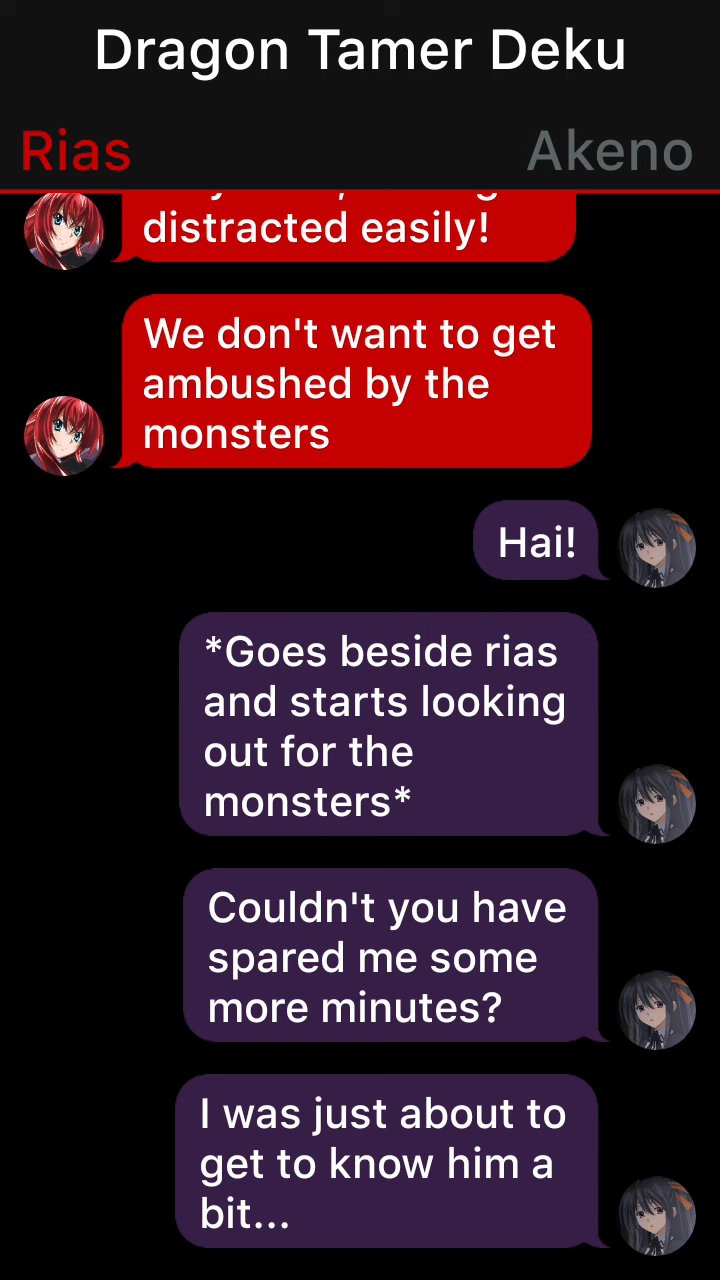 Dragon Tamer Deku
Rias
Akeno
distracted easily!
We don't want to get
ambushed by the
monsters
Hai!
*Goes beside rias
and starts looking
out for the
monsters*
Couldn't you have
spared me some
more minutes?
I was just about to
get to know him a
bit...